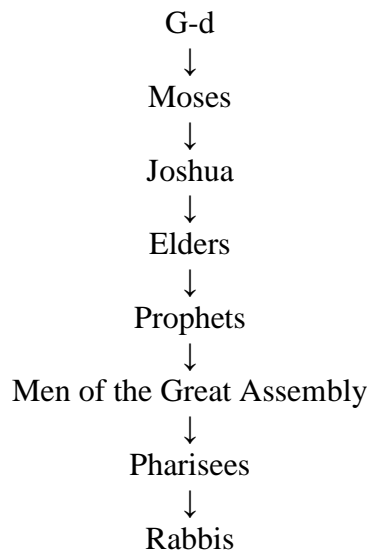 G-d
↓
Moses
↓
Joshua
↓
Elders
↓
Prophets
↓
Men of the Great Assembly
↓
Pharisees
↓
Rabbis